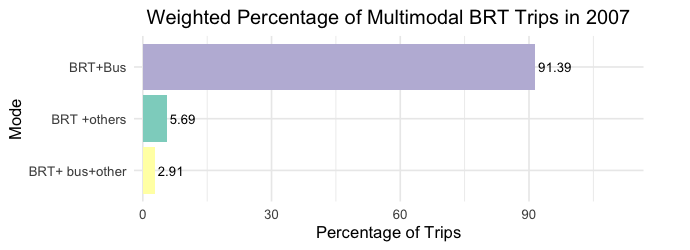 Weighted Percentage of Multimodal BRT Trips in 2007
Mode
BRT+Bus
91.39
BRT +others
5.69
BRT+ bus+other
2.91
0 30 60 90
Percentage of Trips